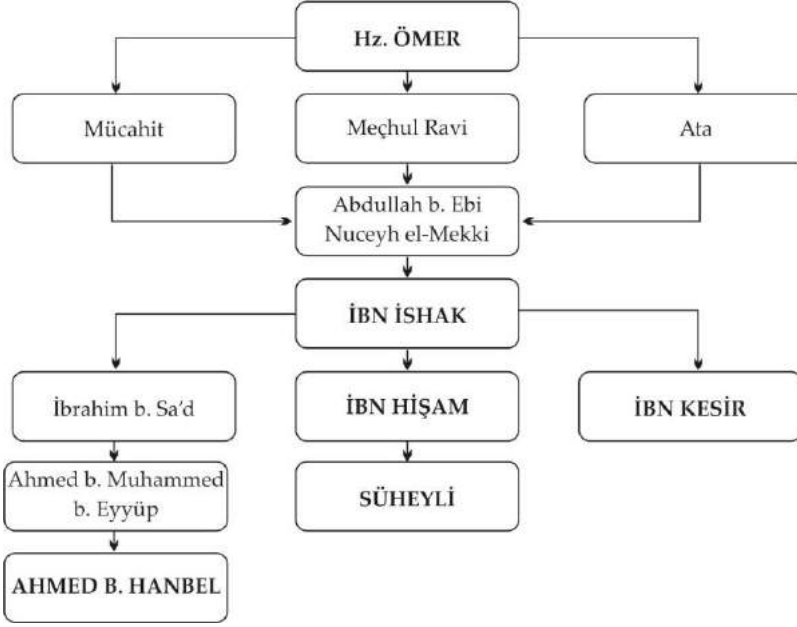 Hz. ÖMER
Mücahit
Meçhul Ravi
Ata
Abdullah b. Ebi
Nuceyh el-Mekki
İBN İSHAK
İbrahim b. Sa'd
İBN HİŞAM
İBN KESİR
Ahmed b. Muhammed
b. Eyyüp
SÜHEYLİ
AHMED B. HANBEL